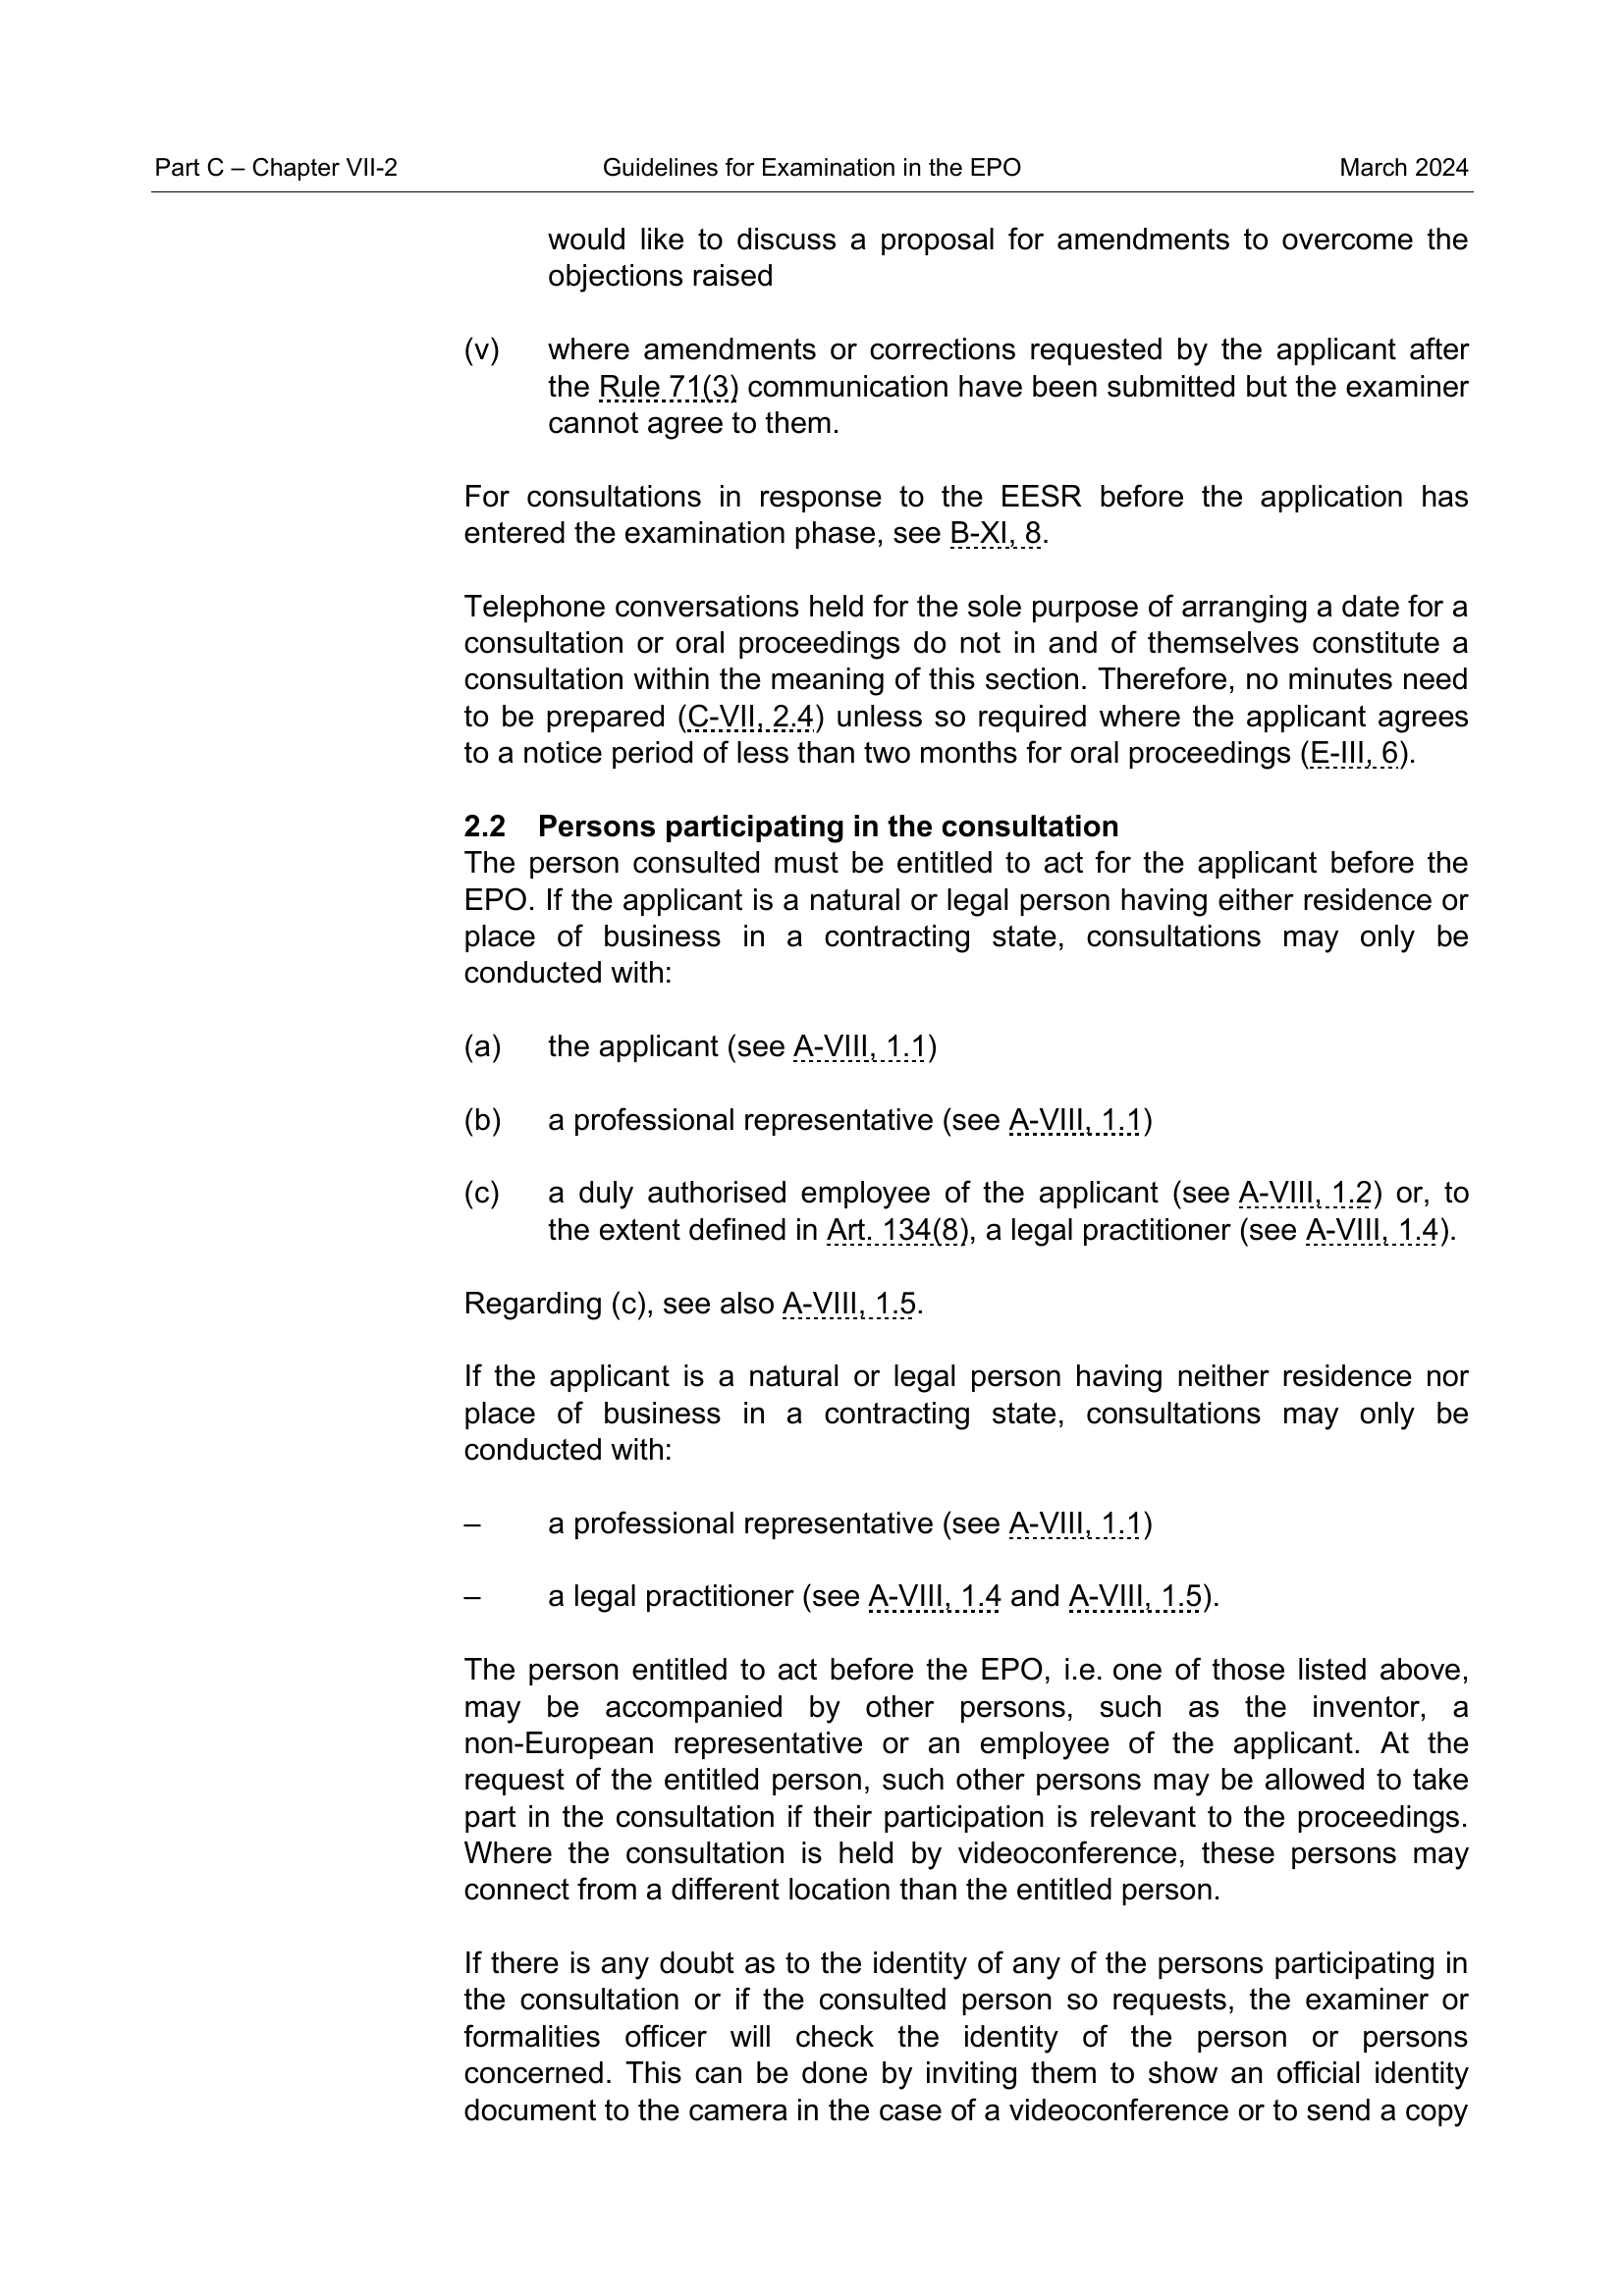 Part C – Chapter VII-2 Guidelines for Examination in the EPO March 2024
would like to discuss a proposal for amendments to overcome the
objections raised
(v) where amendments or corrections requested by the applicant after
the Rule 71(3) communication have been submitted but the examiner
cannot agree to them.
For consultations in response to the EESR before the application has
entered the examination phase, see B-XI, 8.
Telephone conversations held for the sole purpose of arranging a date for a
consultation or oral proceedings do not in and of themselves constitute a
consultation within the meaning of this section. Therefore, no minutes need
to be prepared (C-VII, 2.4) unless so required where the applicant agrees
to a notice period of less than two months for oral proceedings (E-III, 6).
2.2 Persons participating in the consultation
The person consulted must be entitled to act for the applicant before the
EPO. If the applicant is a natural or legal person having either residence or
place of business in a contracting state, consultations may only be
conducted with:
(a) the applicant (see A-VIII, 1.1)
(b) a professional representative (see A-VIII, 1.1)
(c) a duly authorised employee of the applicant (see A-VIII, 1.2) or, to
the extent defined in Art. 134(8), a legal practitioner (see A-VIII, 1.4).
Regarding (c), see also A-VIII, 1.5.
If the applicant is a natural or legal person having neither residence nor
place of business in a contracting state, consultations may only be
conducted with:
– a professional representative (see A-VIII, 1.1)
– a legal practitioner (see A-VIII, 1.4 and A-VIII, 1.5).
The person entitled to act before the EPO, i.e. one of those listed above,
may be accompanied by other persons, such as the inventor, a
non-European representative or an employee of the applicant. At the
request of the entitled person, such other persons may be allowed to take
part in the consultation if their participation is relevant to the proceedings.
Where the consultation is held by videoconference, these persons may
connect from a different location than the entitled person.
If there is any doubt as to the identity of any of the persons participating in
the consultation or if the consulted person so requests, the examiner or
formalities officer will check the identity of the person or persons
concerned. This can be done by inviting them to show an official identity
document to the camera in the case of a videoconference or to send a copy